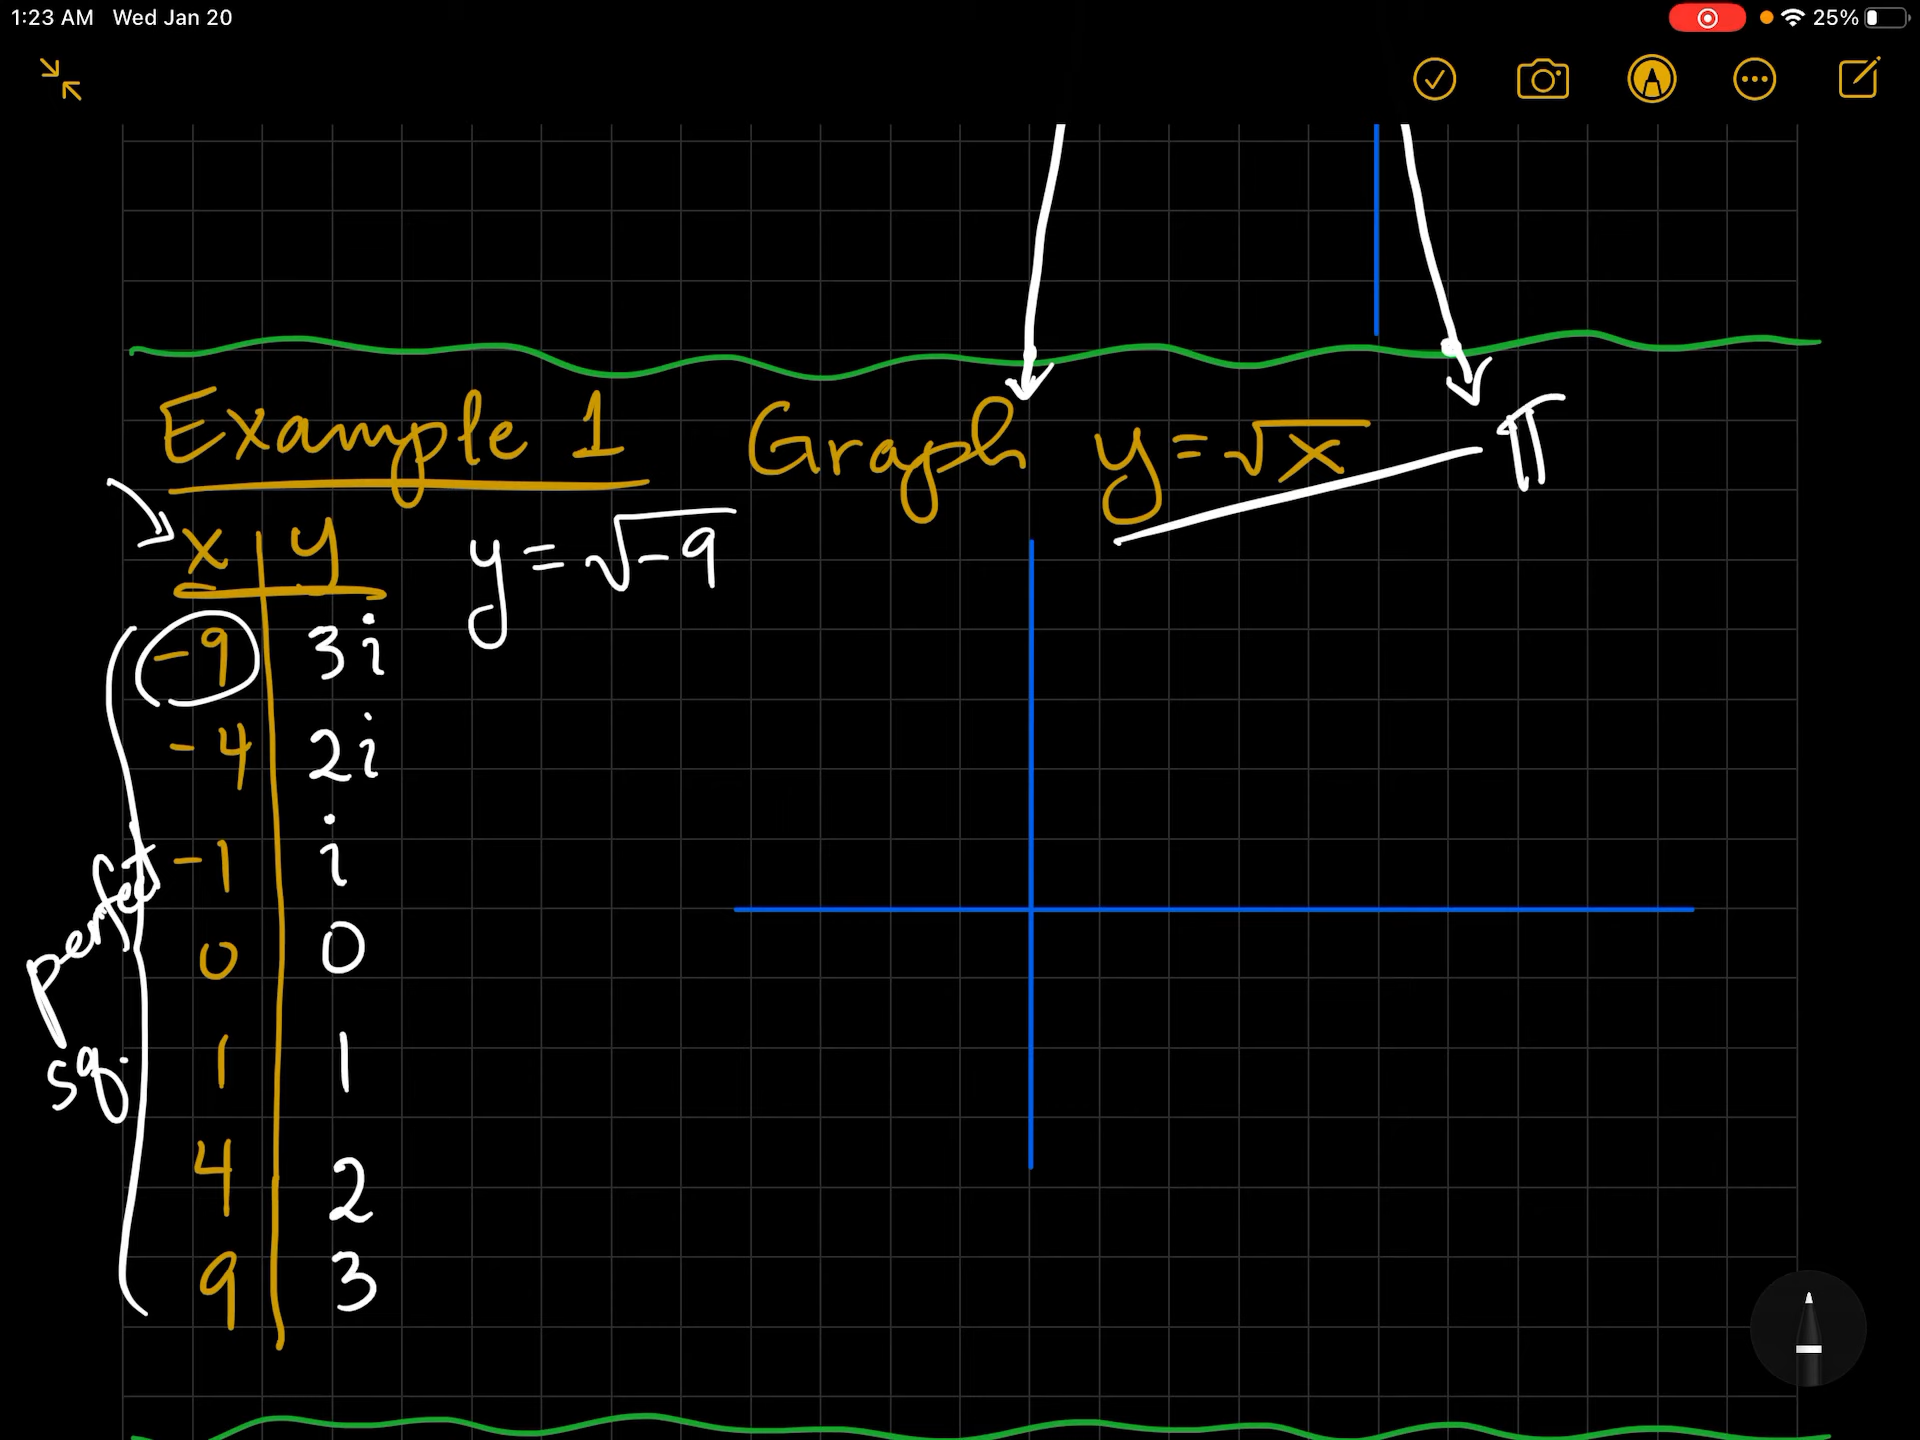 1:23 AM Wed Jan 20 25%
Example 1 Graph y = √x
π
x y y = √-9
-9 3i
-4 2i
-1 i
0 0
1 1
4 2
9 3
perfect
sq.